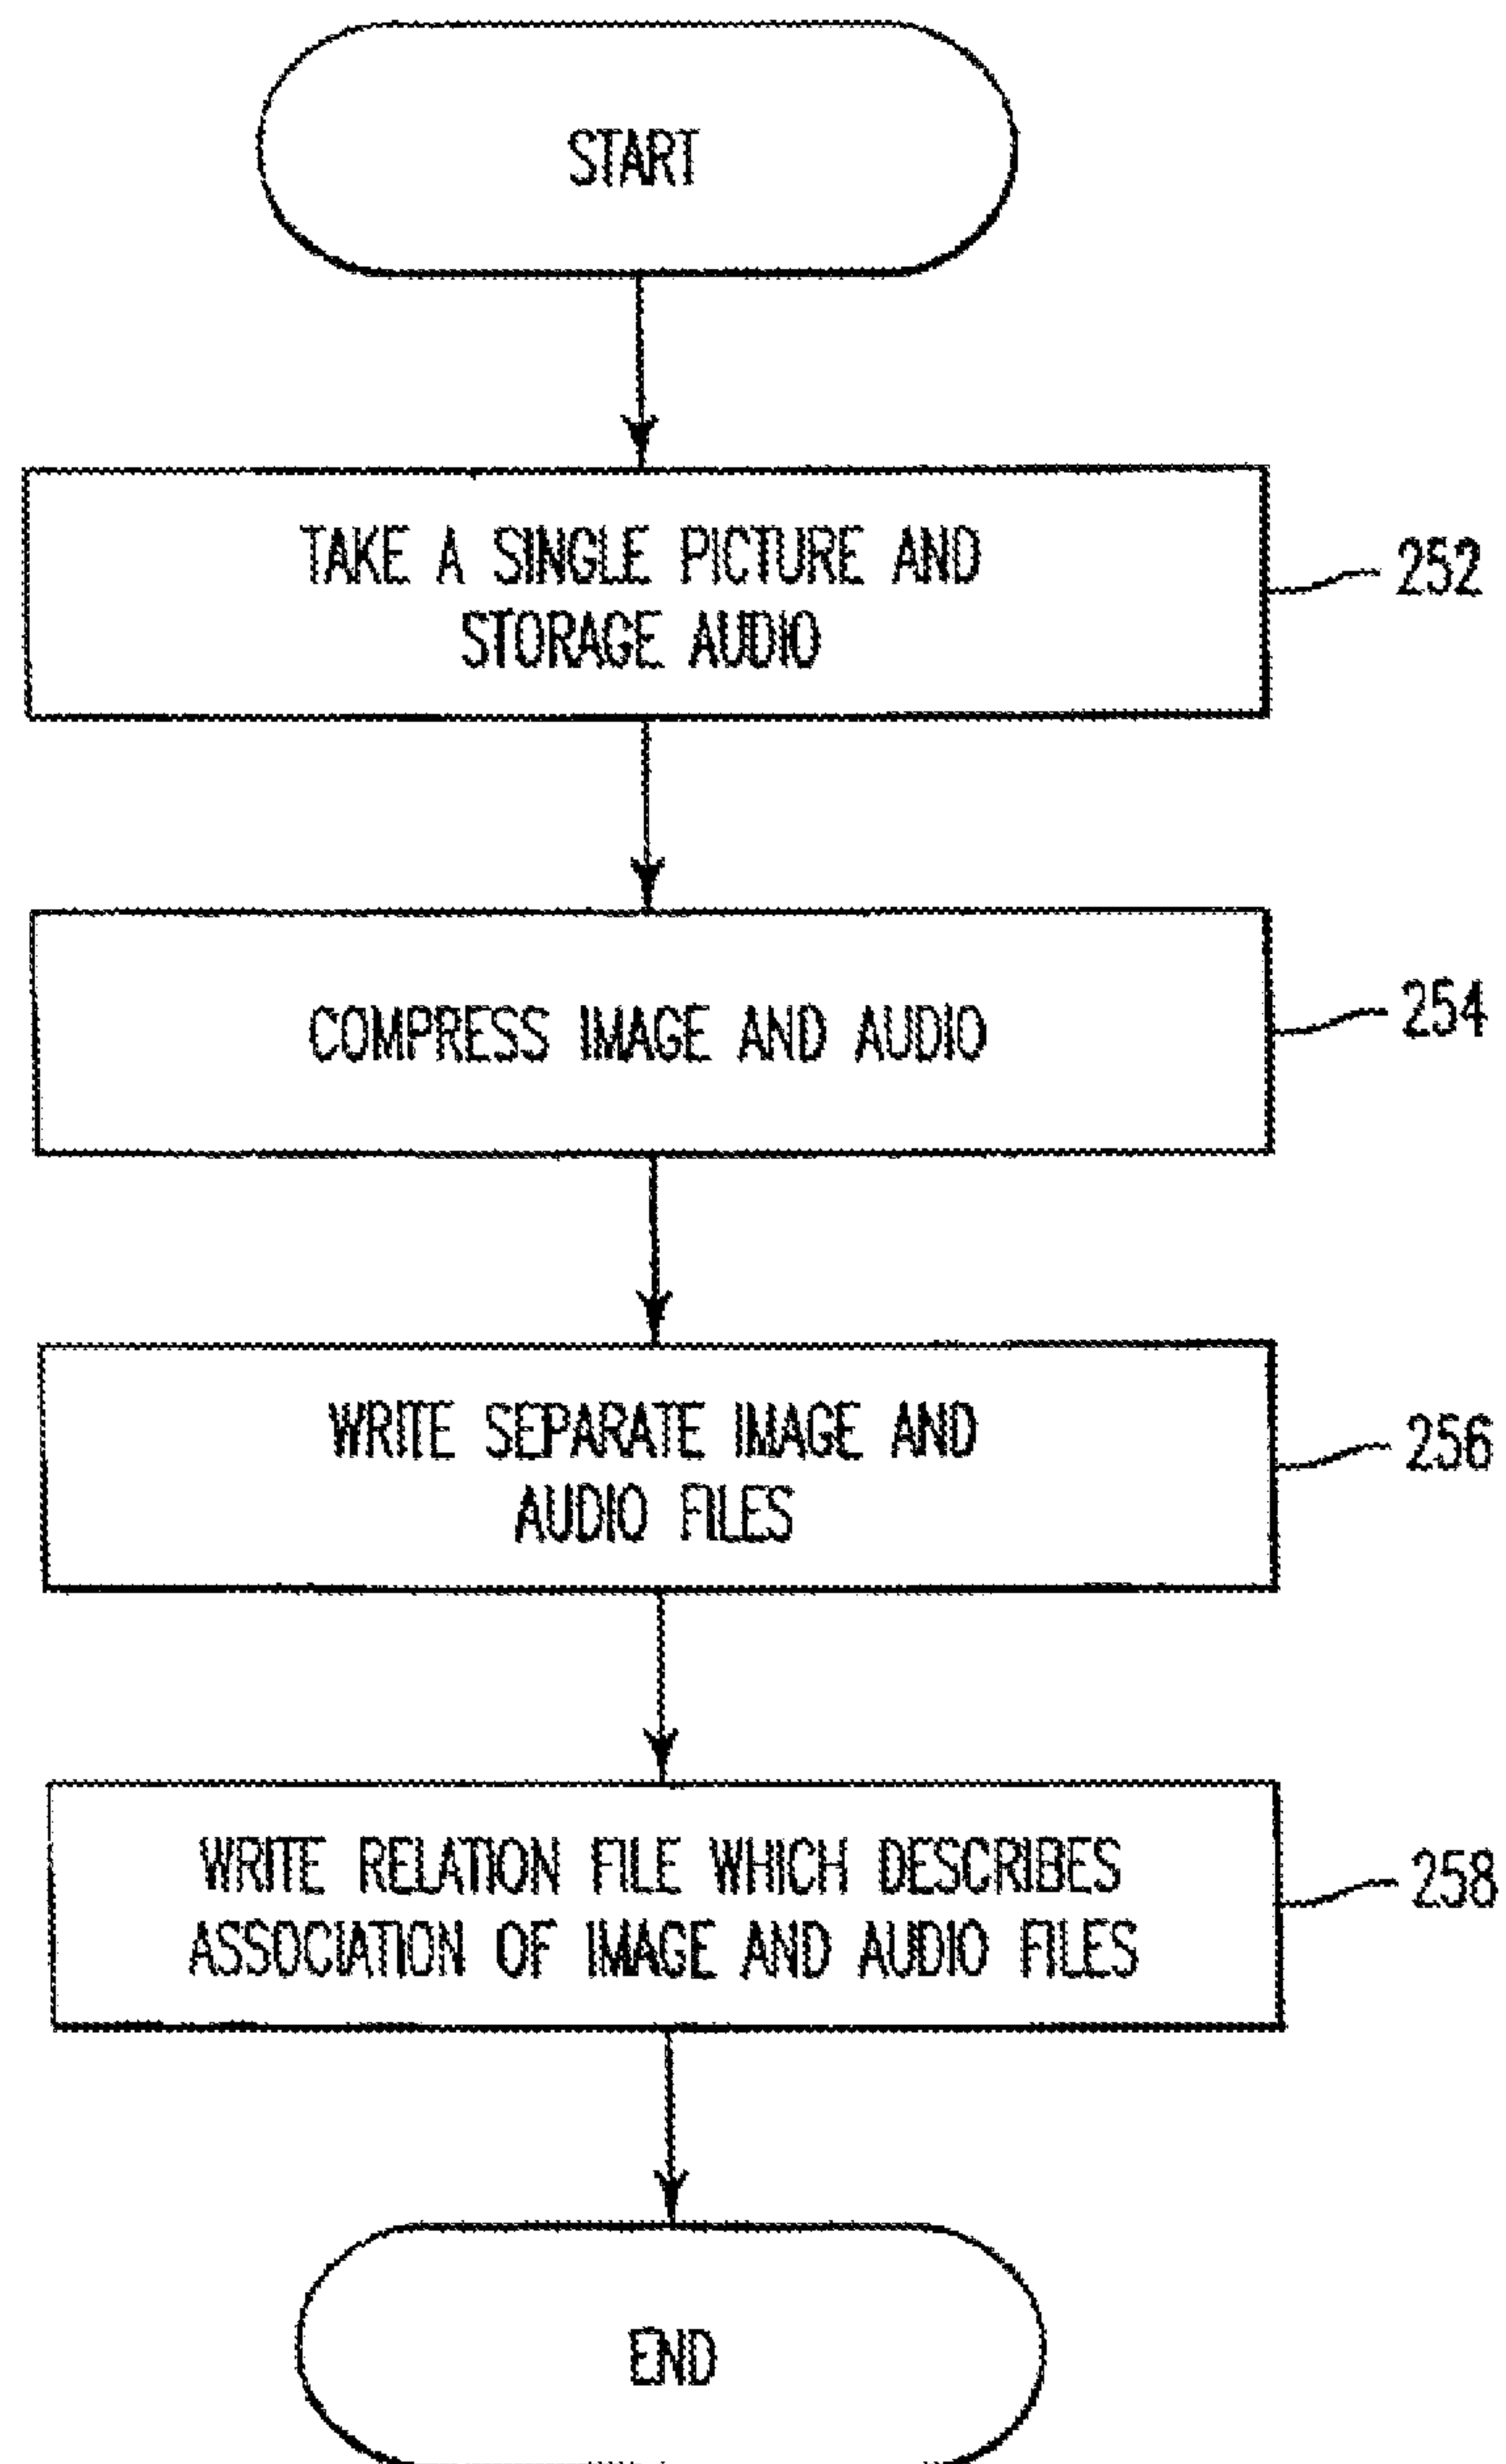 START
TAKE A SINGLE PICTURE AND
STORAGE AUDIO
252
COMPRESS IMAGE AND AUDIO
254
WRITE SEPARATE IMAGE AND
AUDIO FILES
256
WRITE RELATION FILE WHICH DESCRIBES
ASSOCIATION OF IMAGE AND AUDIO FILES
258
END